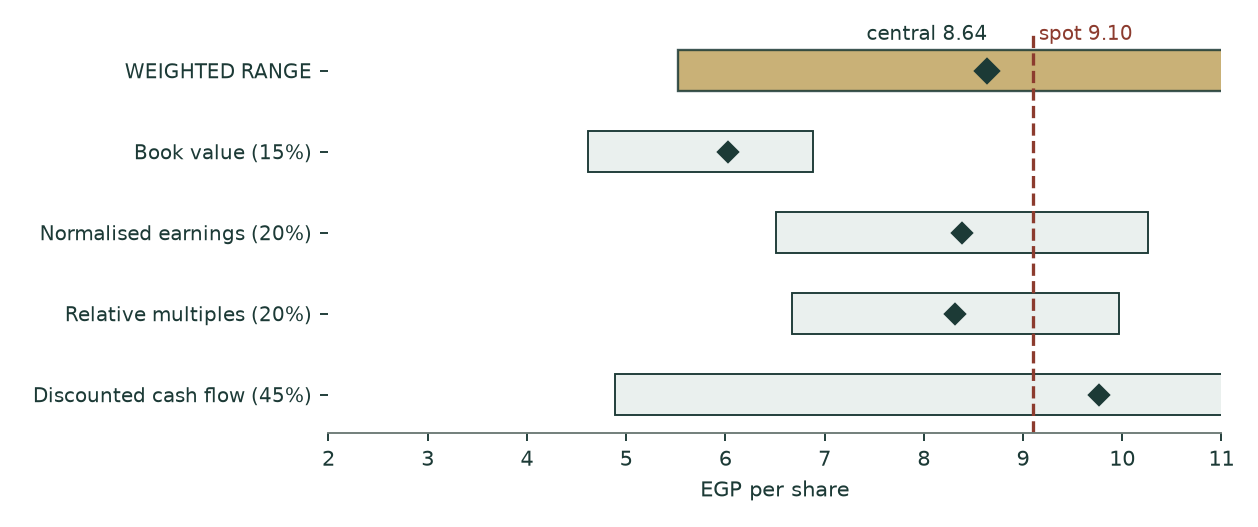 central 8.64
spot 9.10
WEIGHTED RANGE
Book value (15%)
Normalised earnings (20%)
Relative multiples (20%)
Discounted cash flow (45%)
2 3 4 5 6 7 8 9 10 11
EGP per share